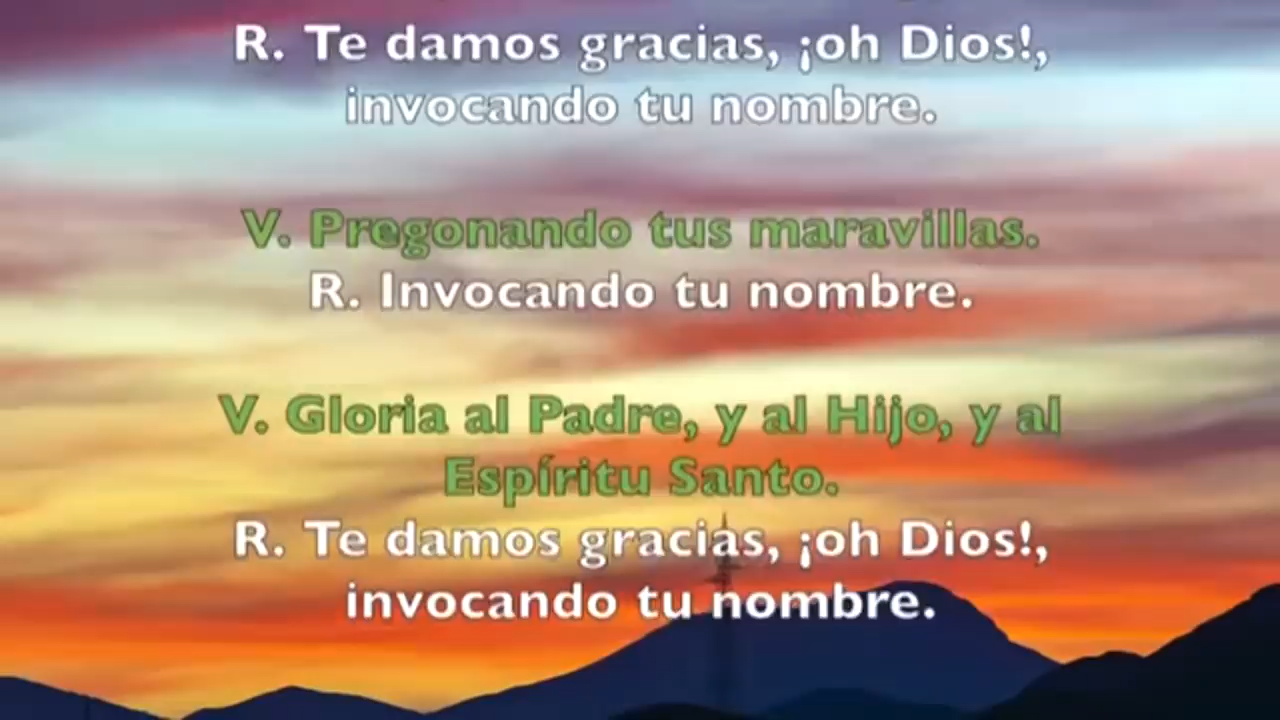 R. Te damos gracias, ¡oh Dios!,
invocando tu nombre.
V. Pregonando tus maravillas.
R. Invocando tu nombre.
V. Gloria al Padre, y al Hijo, y al
Espíritu Santo.
R. Te damos gracias, ¡oh Dios!,
invocando tu nombre.